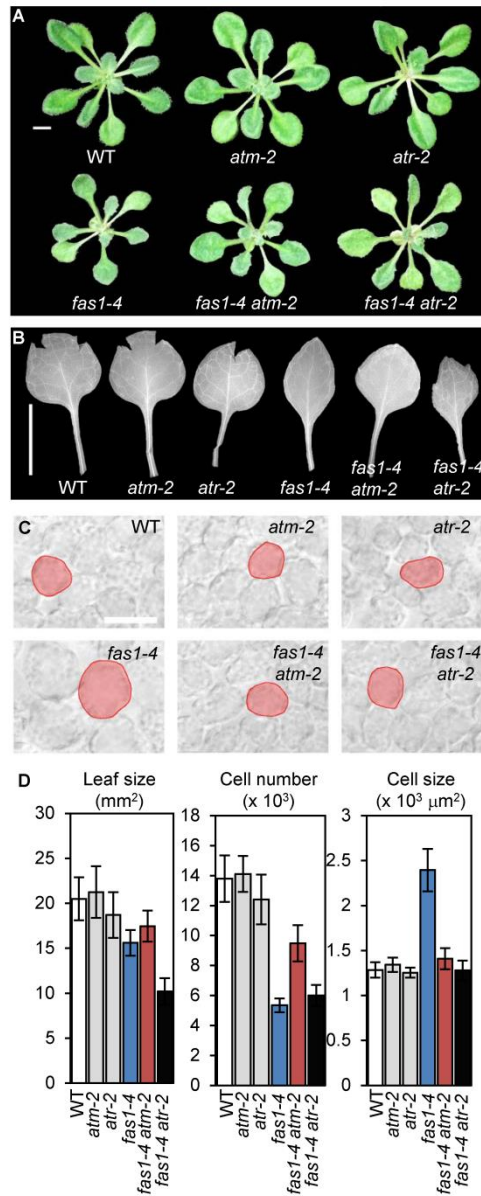 A
WT
atm-2
atr-2
fas1-4
fas1-4 atm-2
fas1-4 atr-2
B
WT
atm-2
atr-2
fas1-4
fas1-4
atm-2
fas1-4
atr-2
C
WT
atm-2
atr-2
fas1-4
fas1-4
atm-2
fas1-4
atr-2
D
Leaf size
(mm²)
30
25
20
15
10
5
0
WT
atm-2
atr-2
fas1-4
fas1-4 atm-2
fas1-4 atr-2
Cell number
(x 10³)
18
16
14
12
10
8
6
4
2
0
WT
atm-2
atr-2
fas1-4
fas1-4 atm-2
fas1-4 atr-2
Cell size
(x 10³ µm²)
3
2.5
2
1.5
1
0.5
0
WT
atm-2
atr-2
fas1-4
fas1-4 atm-2
fas1-4 atr-2